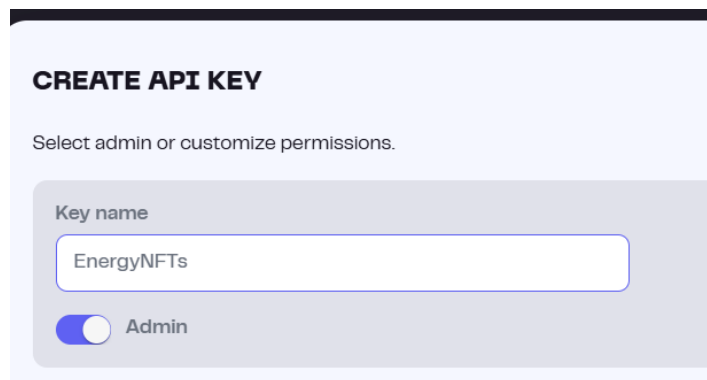 CREATE API KEY
Select admin or customize permissions.
Key name
EnergyNFTs
Admin